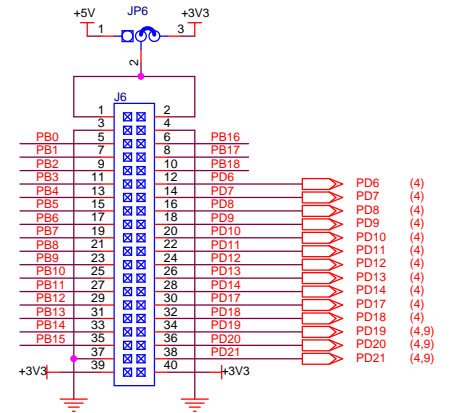 +5V JP6 +3V3
1 3
2
J6
1 2
3 4
PB0 5 6 PB16
PB1 7 8 PB17
PB2 9 10 PB18
PB3 11 12 PD6 PD6 (4)
PB4 13 14 PD7 PD7 (4)
PB5 15 16 PD8 PD8 (4)
PB6 17 18 PD9 PD9 (4)
PB7 19 20 PD10 PD10 (4)
PB8 21 22 PD11 PD11 (4)
PB9 23 24 PD12 PD12 (4)
PB10 25 26 PD13 PD13 (4)
PB11 27 28 PD14 PD14 (4)
PB12 29 30 PD17 PD17 (4)
PB13 31 32 PD18 PD18 (4)
PB14 33 34 PD19 PD19 (4,9)
PB15 35 36 PD20 PD20 (4,9)
37 38 PD21 PD21 (4,9)
+3V3 39 40 +3V3